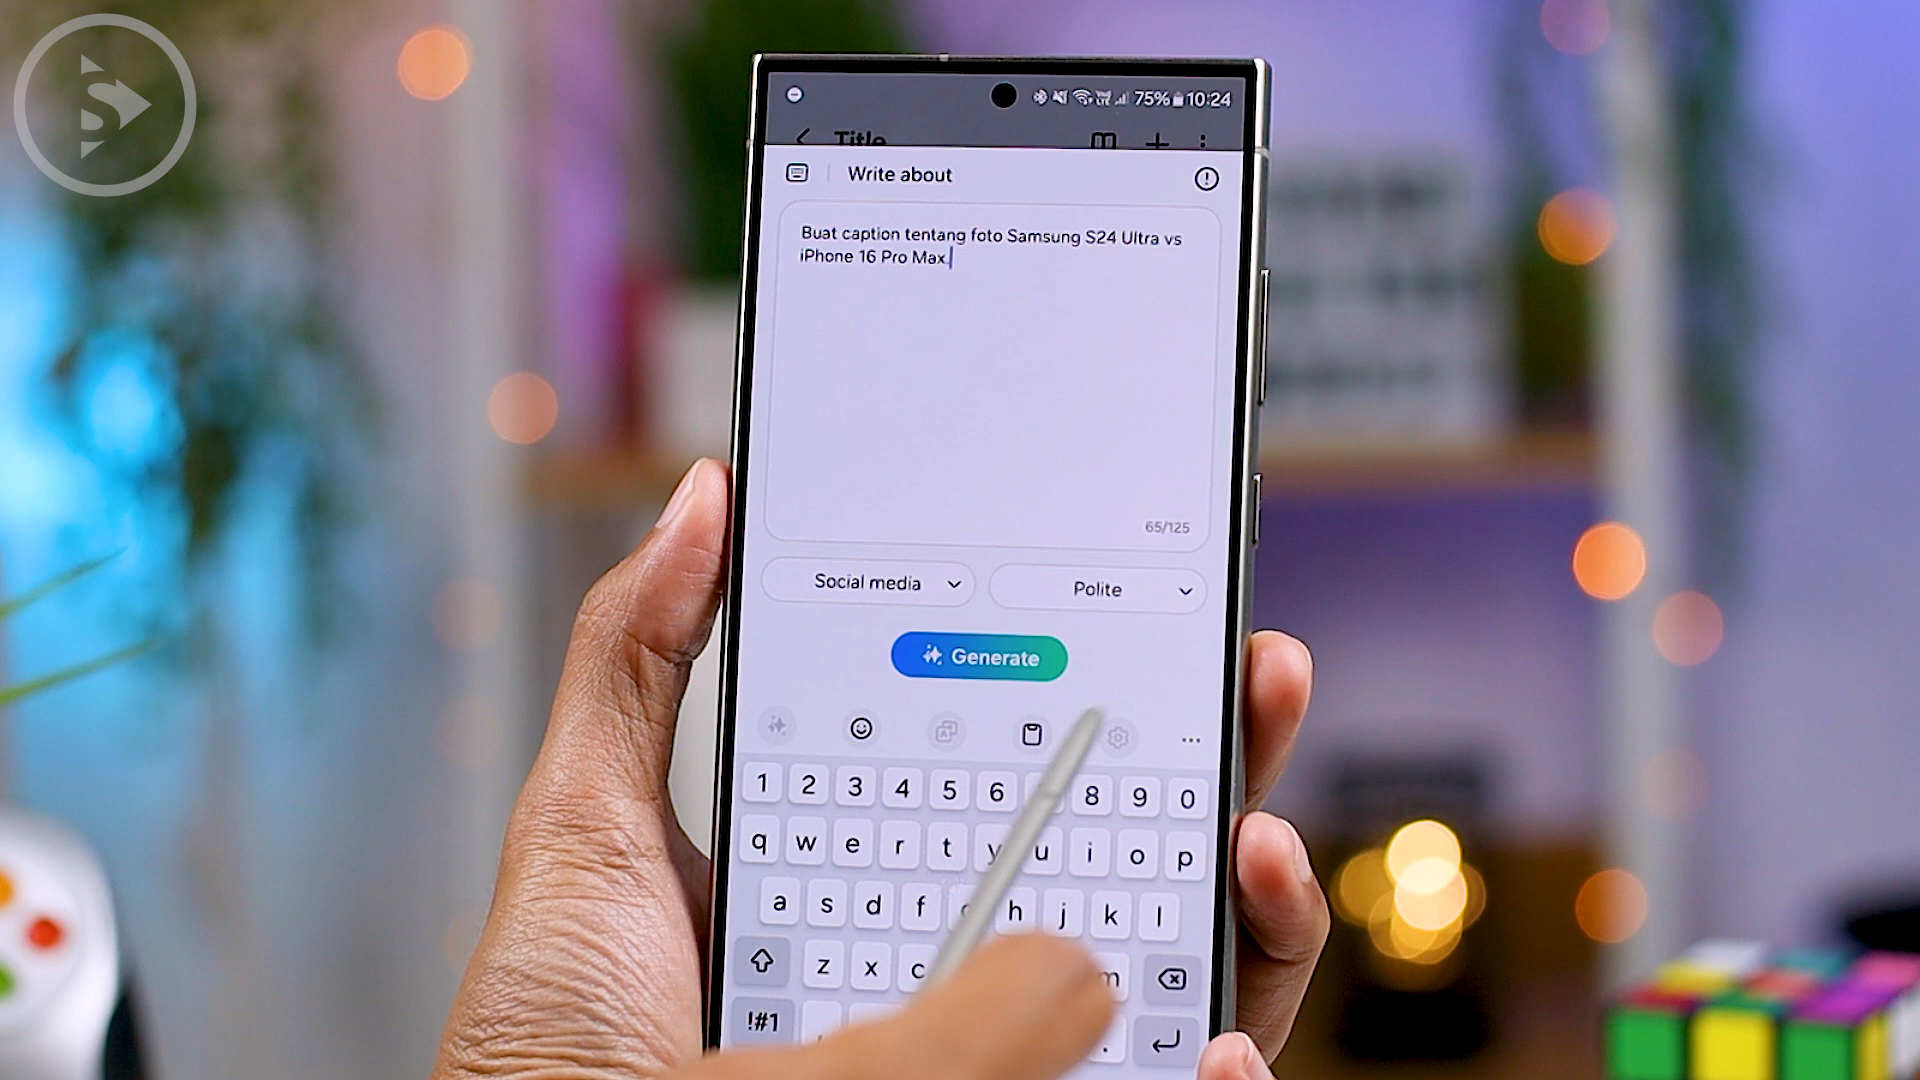 S
75% 10:24
Title
Write about
Buat caption tentang foto Samsung S24 Ultra vs
iPhone 16 Pro Max.
65/125
Social media
Polite
Generate
1 2 3 4 5 6 8 9 0
q w e r t y u i o p
a s d f g h j k l
z x c m
!#1 , .